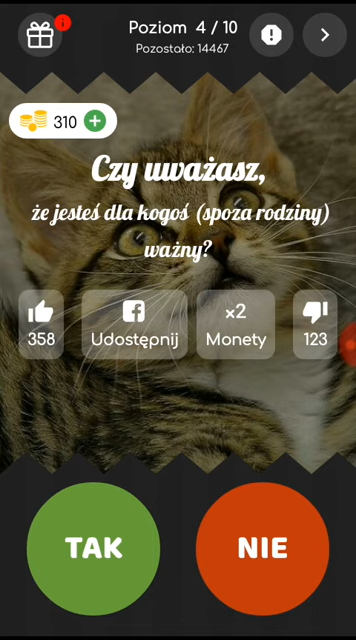 Poziom 4 / 10
Pozostało: 14467
310
Czy uważasz,
że jesteś dla kogoś (spoza rodziny)
ważny?
358
Udostępnij
×2
Monety
123
TAK
NIE